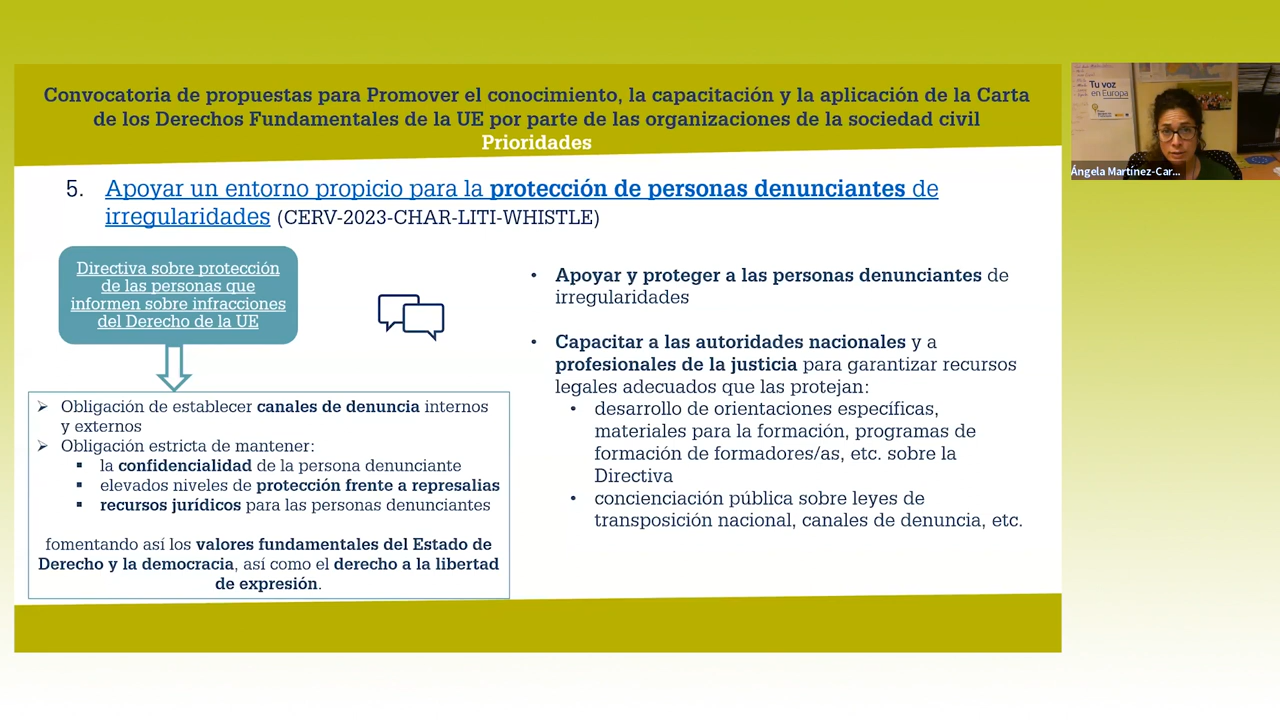 Convocatoria de propuestas para Promover el conocimiento, la capacitación y la aplicación de la Carta
de los Derechos Fundamentales de la UE por parte de las organizaciones de la sociedad civil
Prioridades
5. Apoyar un entorno propicio para la protección de personas denunciantes de
irregularidades (CERV-2023-CHAR-LITI-WHISTLE)
Directiva sobre protección
de las personas que
informen sobre infracciones
del Derecho de la UE
➢ Obligación de establecer canales de denuncia internos
y externos
➢ Obligación estricta de mantener:
▪ la confidencialidad de la persona denunciante
▪ elevados niveles de protección frente a represalias
▪ recursos jurídicos para las personas denunciantes
fomentando así los valores fundamentales del Estado de
Derecho y la democracia, así como el derecho a la libertad
de expresión.
• Apoyar y proteger a las personas denunciantes de
irregularidades
• Capacitar a las autoridades nacionales y a
profesionales de la justicia para garantizar recursos
legales adecuados que las protejan:
• desarrollo de orientaciones específicas,
materiales para la formación, programas de
formación de formadores/as, etc. sobre la
Directiva
• concienciación pública sobre leyes de
transposición nacional, canales de denuncia, etc.
Tu voz
en Europa
Ángela Martínez-Car...